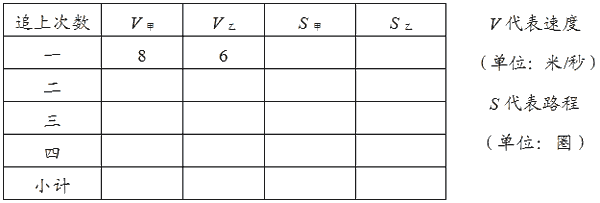 追上次数 V甲 V乙 S甲 S乙
一 8 6
二
三
四
小计
V代表速度
（单位：米/秒）
S代表路程
（单位：圈）